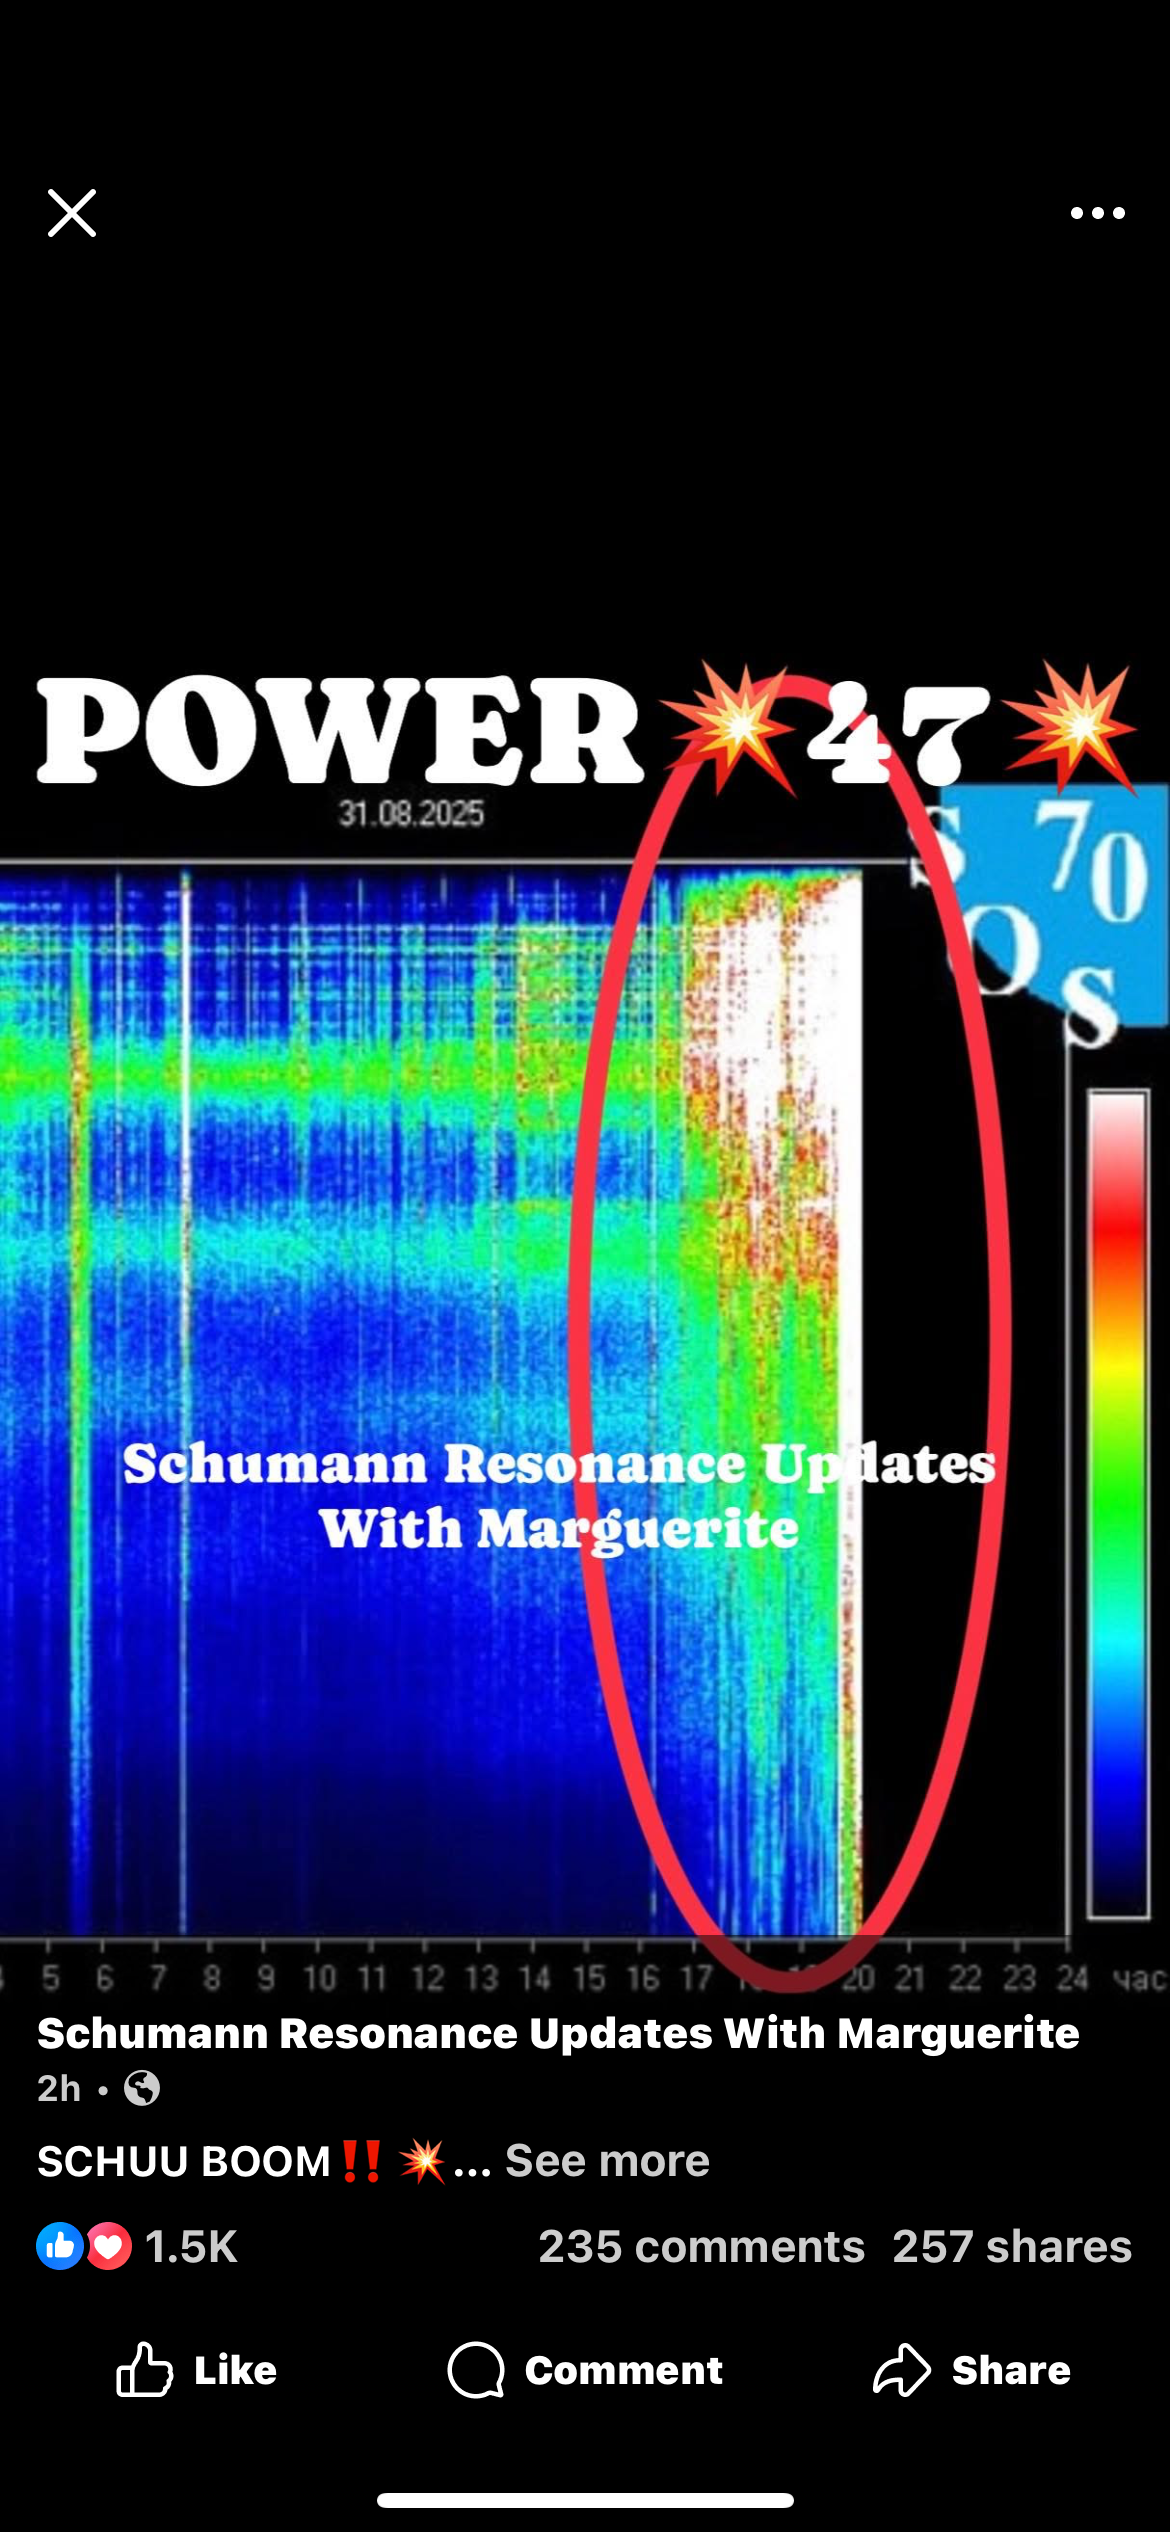 POWER💥47💥
31.08.2025
S 70
O
S
Schumann Resonance Updates
With Marguerite
5 6 7 8 9 10 11 12 13 14 15 16 17 19 20 21 22 23 24 час
Schumann Resonance Updates With Marguerite
2h •
SCHUU BOOM‼️ 💥... See more
1.5K 235 comments 257 shares
Like Comment Share